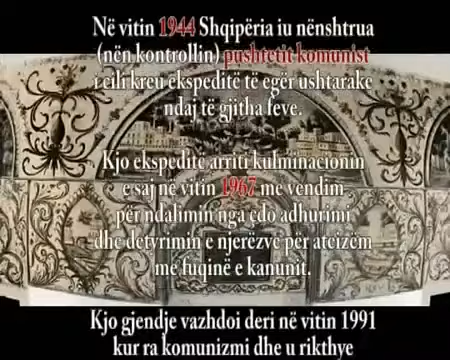 Në vitin 1944 Shqipëria iu nënshtrua
(nën kontrollin) pushtetit komunist
i cili kreu ekspeditë të egër ushtarake
ndaj të gjitha feve.
Kjo ekspeditë arriti kulminacionin
e saj në vitin 1967 me vendim
për ndalimin nga çdo adhurimi
dhe detyrimin e njerëzve për ateizëm
me fuqinë e kanunit.
Kjo gjendje vazhdoi deri në vitin 1991
kur ra komunizmi dhe u rikthye